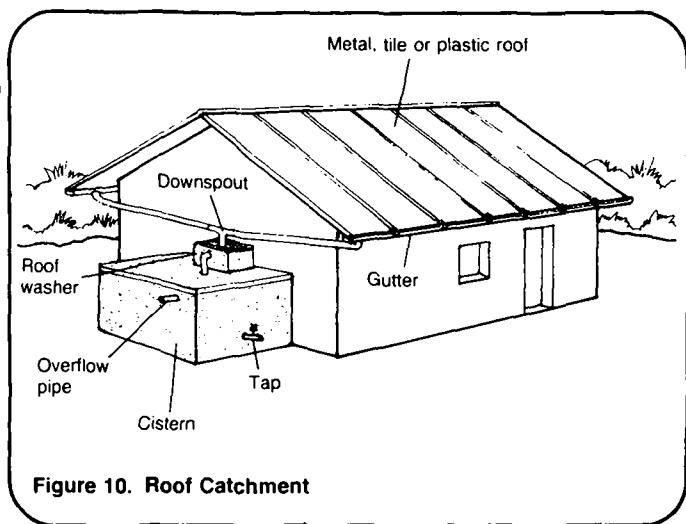 Metal, tile or plastic roof
Downspout
Roof
washer
Gutter
Overflow
pipe
Tap
Cistern
Figure 10. Roof Catchment